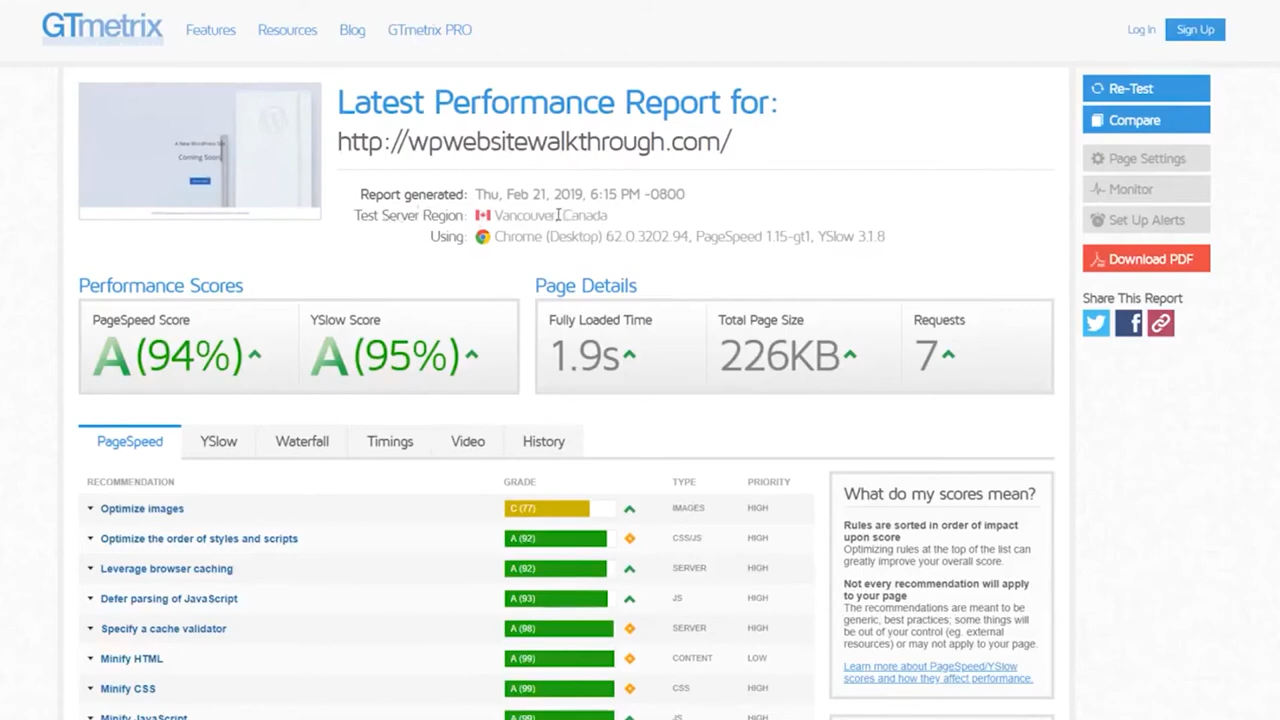 GTmetrix
Features
Resources
Blog
GTmetrix PRO
Log In
Sign Up
A New WordPress Site
Coming Soon
Latest Performance Report for:
http://wpwebsitewalkthrough.com/
Report generated: Thu, Feb 21, 2019, 6:15 PM -0800
Test Server Region: Vancouver, Canada
Using: Chrome (Desktop) 62.0.3202.94, PageSpeed 1.15-gt1, YSlow 3.1.8
Re-Test
Compare
Page Settings
Monitor
Set Up Alerts
Download PDF
Share This Report
Performance Scores
PageSpeed Score
A (94%)
YSlow Score
A (95%)
Page Details
Fully Loaded Time
1.9s
Total Page Size
226KB
Requests
7
PageSpeed
YSlow
Waterfall
Timings
Video
History
RECOMMENDATION GRADE TYPE PRIORITY
Optimize images C (77) IMAGES HIGH
Optimize the order of styles and scripts A (92) CSS/JS HIGH
Leverage browser caching A (92) SERVER HIGH
Defer parsing of JavaScript A (93) JS HIGH
Specify a cache validator A (98) SERVER HIGH
Minify HTML A (99) CONTENT LOW
Minify CSS A (99) CSS HIGH
Minify JavaScript A (99) JS HIGH
What do my scores mean?
Rules are sorted in order of impact
upon score
Optimizing rules at the top of the list can
greatly improve your overall score.
Not every recommendation will apply
to your page
The recommendations are meant to be
generic, best practices; some things will
be out of your control (eg. external
resources) or may not apply to your page.
Learn more about PageSpeed/YSlow
scores and how they affect performance.